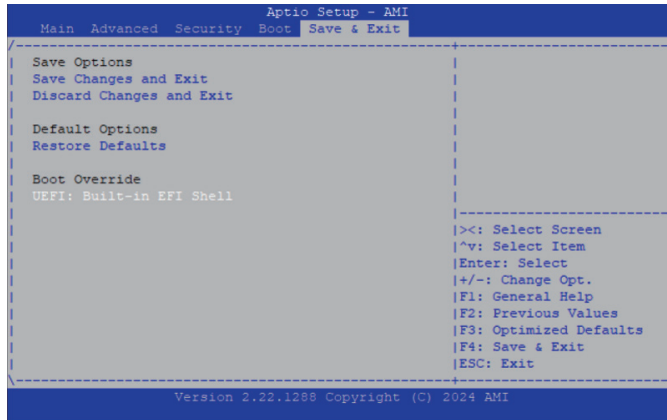 Aptio Setup - AMI
Main Advanced Security Boot Save & Exit
Save Options
Save Changes and Exit
Discard Changes and Exit
Default Options
Restore Defaults
Boot Override
UEFI: Built-in EFI Shell
><: Select Screen
^v: Select Item
Enter: Select
+/-: Change Opt.
F1: General Help
F2: Previous Values
F3: Optimized Defaults
F4: Save & Exit
ESC: Exit
Version 2.22.1288 Copyright (C) 2024 AMI